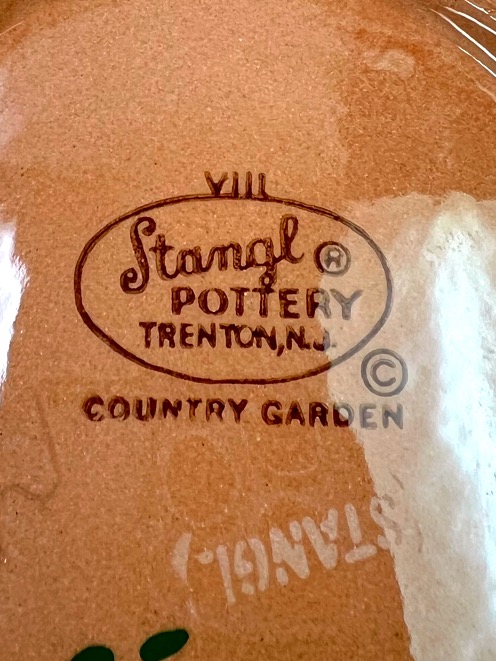 VIII
Stangl ®
POTTERY
TRENTON, N.J.
©
COUNTRY GARDEN
STANGL